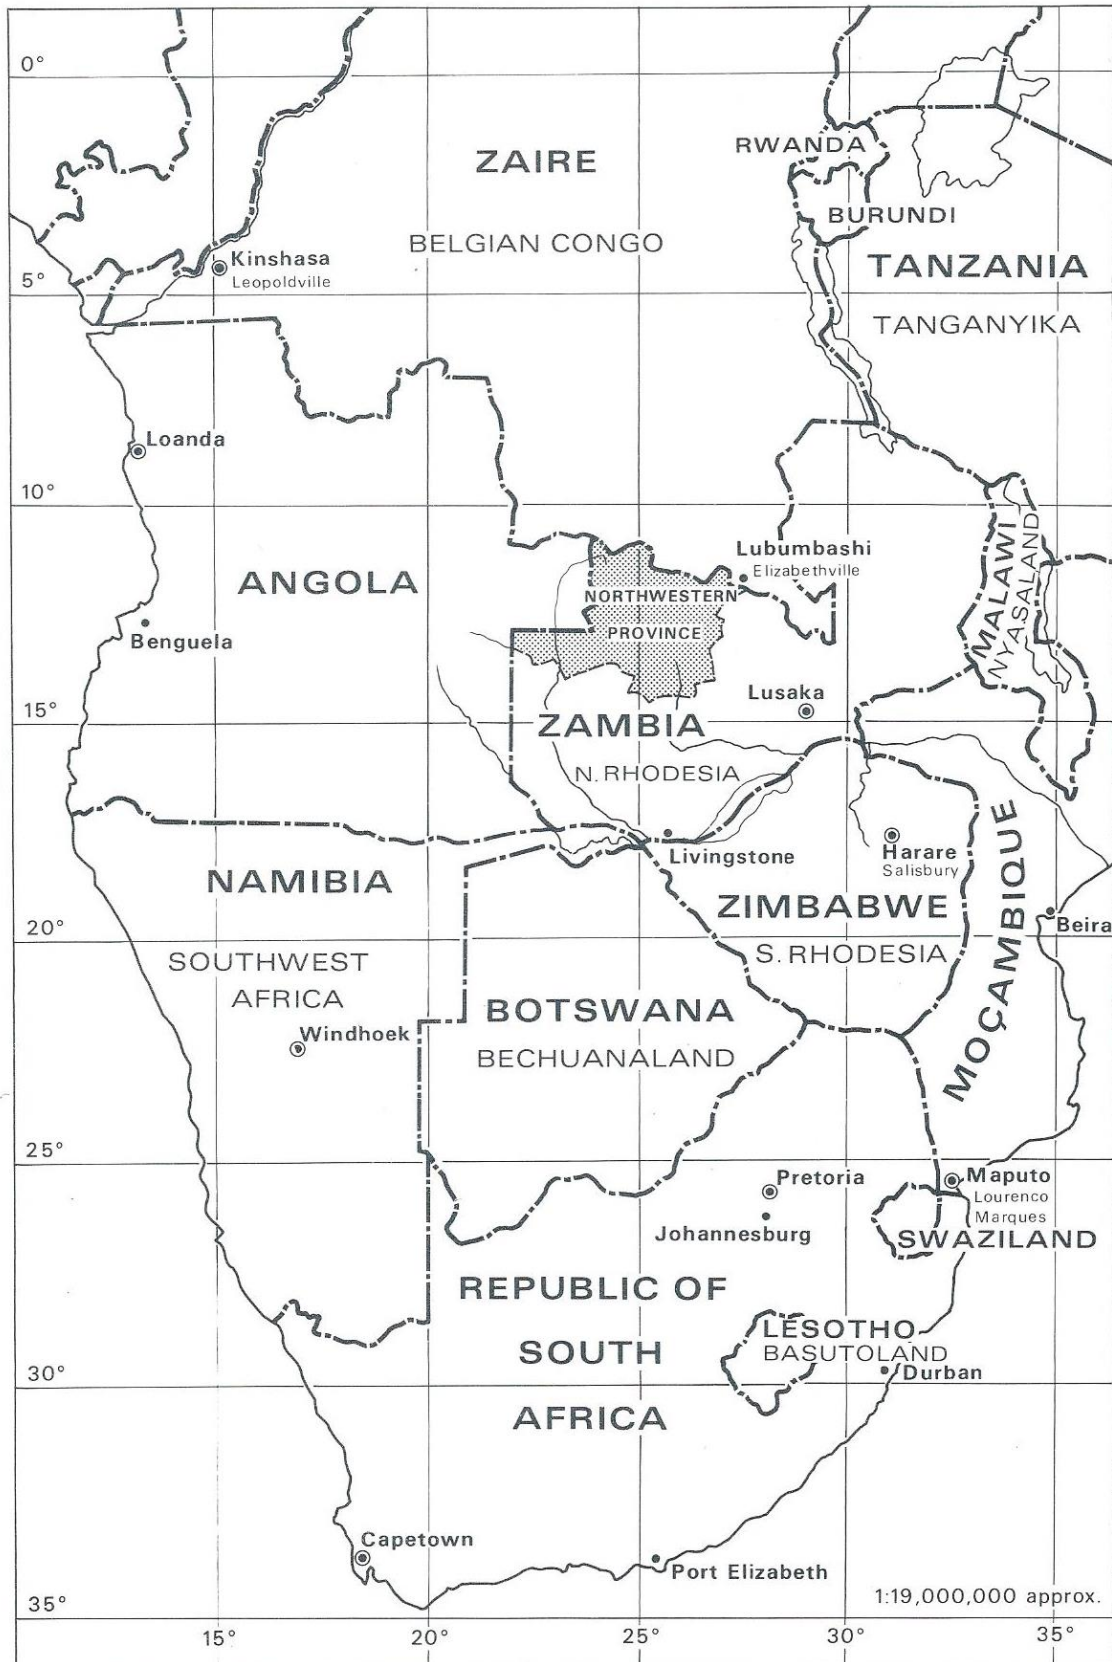 0°
RWANDA
ZAIRE
BURUNDI
BELGIAN CONGO
Kinshasa
Leopoldville
TANZANIA
5°
TANGANYIKA
Loanda
10°
Lubumbashi
Elizabethville
MALAWI
NYASALAND
ANGOLA
NORTHWESTERN
PROVINCE
Benguela
Lusaka
15°
ZAMBIA
N. RHODESIA
Livingstone
Harare
Salisbury
MOÇAMBIQUE
NAMIBIA
ZIMBABWE
Beira
20°
S. RHODESIA
SOUTHWEST
AFRICA
BOTSWANA
Windhoek
BECHUANALAND
25°
Pretoria
Maputo
Lourenco
Marques
Johannesburg
SWAZILAND
REPUBLIC OF
SOUTH
AFRICA
LESOTHO
BASUTOLAND
Durban
30°
Capetown
Port Elizabeth
1:19,000,000 approx.
35°
15°
20°
25°
30°
35°